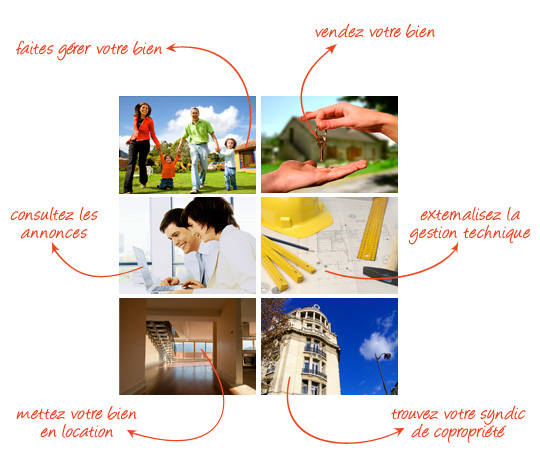 vendez votre bien
faites gérer votre bien
consultez les
annonces
externalisez la
gestion technique
mettez votre bien
en location
trouvez votre syndic
de copropriété